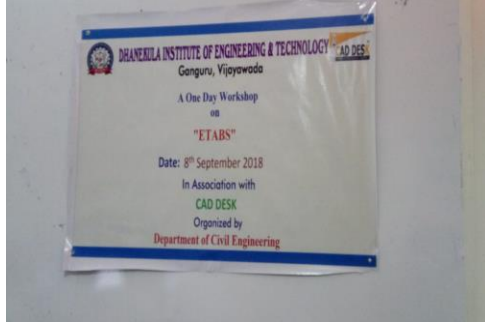 DHANEKULA INSTITUTE OF ENGINEERING & TECHNOLOGY
CAD DESK
Ganguru, Vijayawada
A One Day Workshop
on
"ETABS"
Date: 8th September 2018
In Association with
CAD DESK
Organized by
Department of Civil Engineering